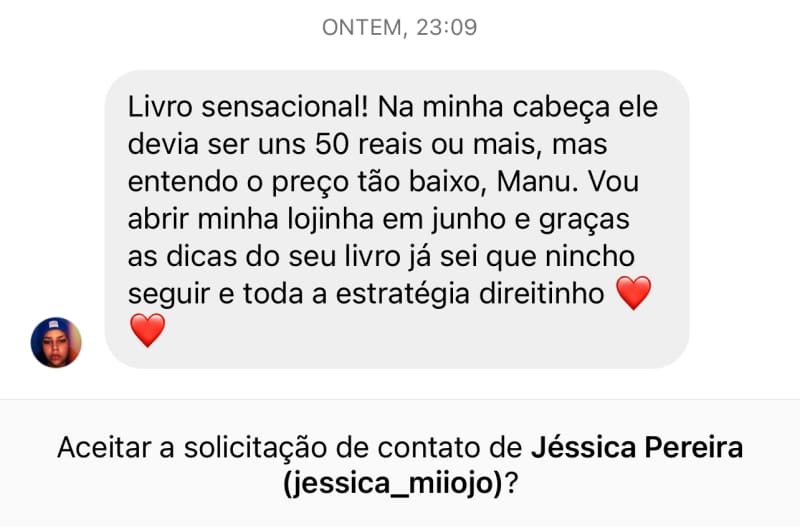 ONTEM, 23:09
Livro sensacional! Na minha cabeça ele
devia ser uns 50 reais ou mais, mas
entendo o preço tão baixo, Manu. Vou
abrir minha lojinha em junho e graças
as dicas do seu livro já sei que nincho
seguir e toda a estratégia direitinho ❤️
❤️
Aceitar a solicitação de contato de Jéssica Pereira
(jessica_miiojo)?